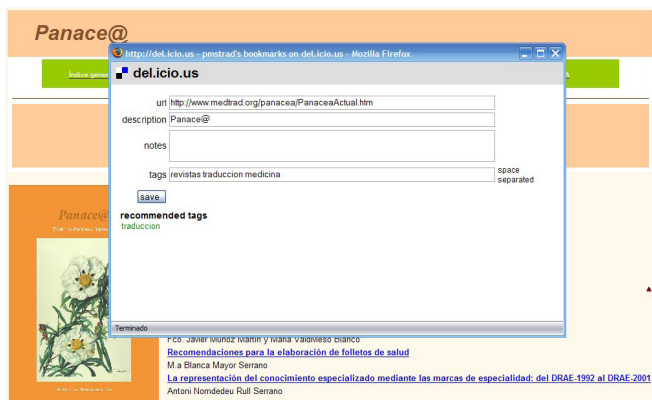 Panace@
http://del.icio.us - pmstrad's bookmarks on del.icio.us - Mozilla Firefox
Índice gener
A
del.icio.us
url http://www.medtrad.org/panacea/PanaceaActual.htm
description Panace@
notes
tags revistas traduccion medicina space separated
save
recommended tags
traduccion
Panace@
Terminado
Fco. Javier Muñoz Martín y María Valdivieso Blanco
Recomendaciones para la elaboración de folletos de salud
M.a Blanca Mayor Serrano
La representación del conocimiento especializado mediante las marcas de especialidad: del DRAE-1992 al DRAE-2001
Antoni Nomdedeu Rull Serrano